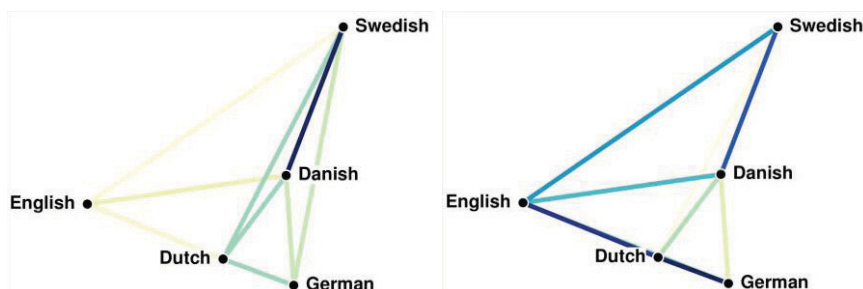 Swedish
Danish
English
Dutch
German
Swedish
Danish
English
Dutch
German